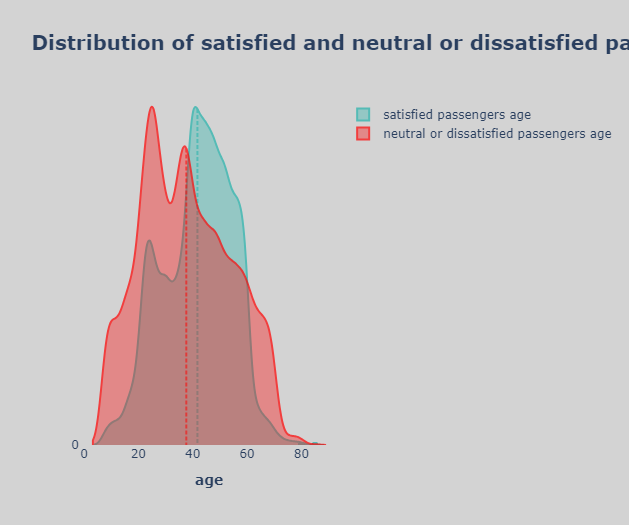 Distribution of satisfied and neutral or dissatisfied pa
satisfied passengers age
neutral or dissatisfied passengers age
0
0 20 40 60 80
age